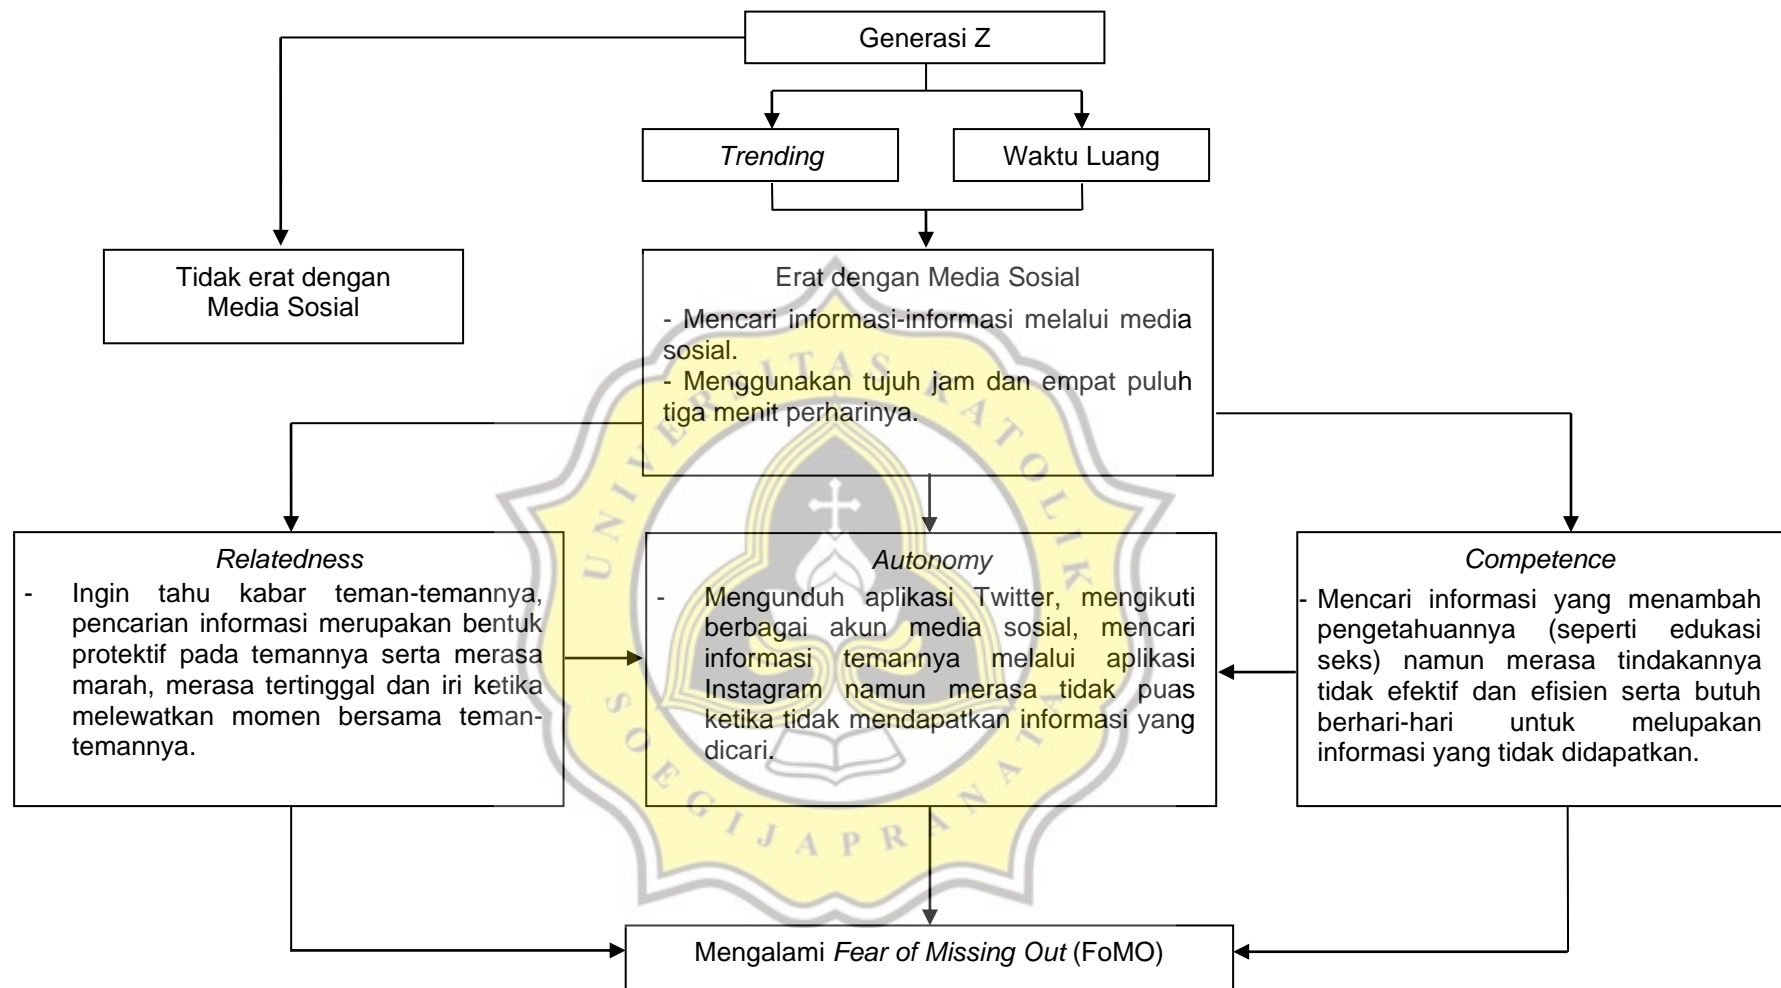 Generasi Z
Trending
Waktu Luang
Tidak erat dengan
Media Sosial
Erat dengan Media Sosial
- Mencari informasi-informasi melalui media
sosial.
- Menggunakan tujuh jam dan empat puluh
tiga menit perharinya.
Relatedness
- Ingin tahu kabar teman-temannya,
pencarian informasi merupakan bentuk
protektif pada temannya serta merasa
marah, merasa tertinggal dan iri ketika
melewatkan momen bersama teman-
temannya.
Autonomy
- Mengunduh aplikasi Twitter, mengikuti
berbagai akun media sosial, mencari
informasi temannya melalui aplikasi
Instagram namun merasa tidak puas
ketika tidak mendapatkan informasi yang
dicari.
Competence
- Mencari informasi yang menambah
pengetahuannya (seperti edukasi
seks) namun merasa tindakannya
tidak efektif dan efisien serta butuh
berhari-hari untuk melupakan
informasi yang tidak didapatkan.
Mengalami Fear of Missing Out (FoMO)
UNIVERSITAS KATOLIK
SOEGIJAPRANATA